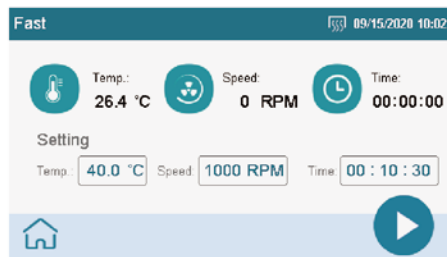 Fast 09/15/2020 10:02
Temp.: Speed: Time:
26.4 °C 0 RPM 00:00:00
Setting
Temp.: 40.0 °C Speed: 1000 RPM Time: 00 : 10 : 30